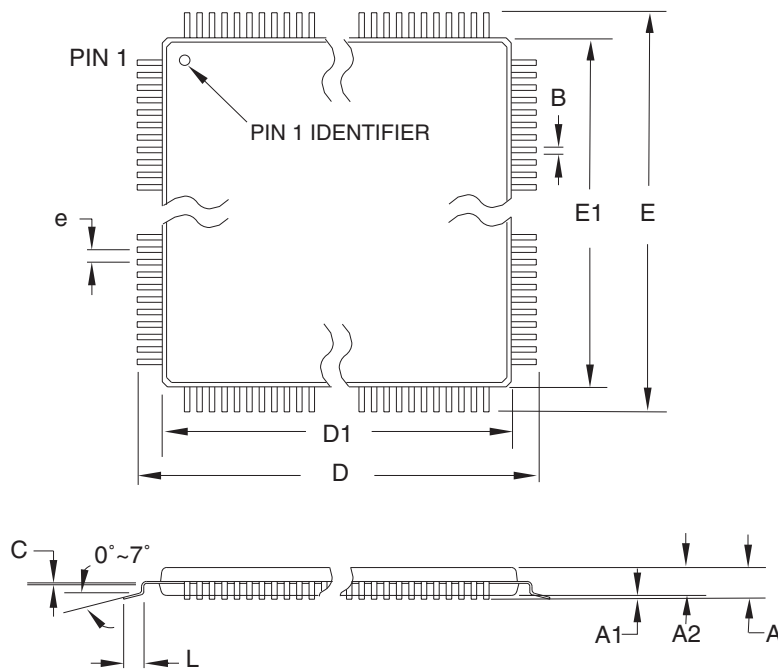 PIN 1
PIN 1 IDENTIFIER
B
e
E1
E
D1
D
C
0°~7°
L
A1
A2
A